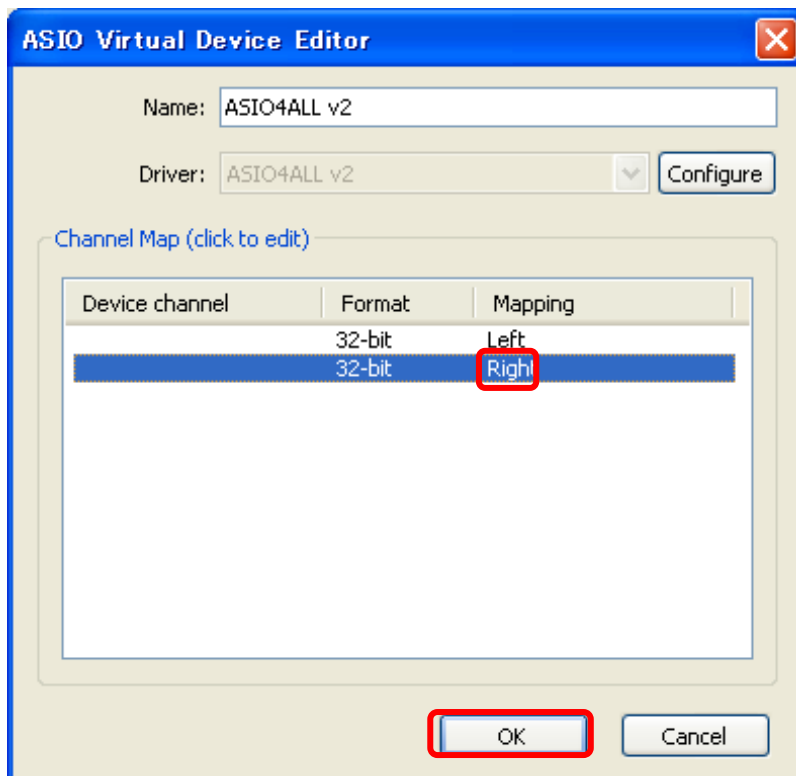 ASIO Virtual Device Editor
Name: ASIO4ALL v2
Driver: ASIO4ALL v2 Configure
Channel Map (click to edit)
Device channel Format Mapping
32-bit Left
32-bit Right
OK Cancel